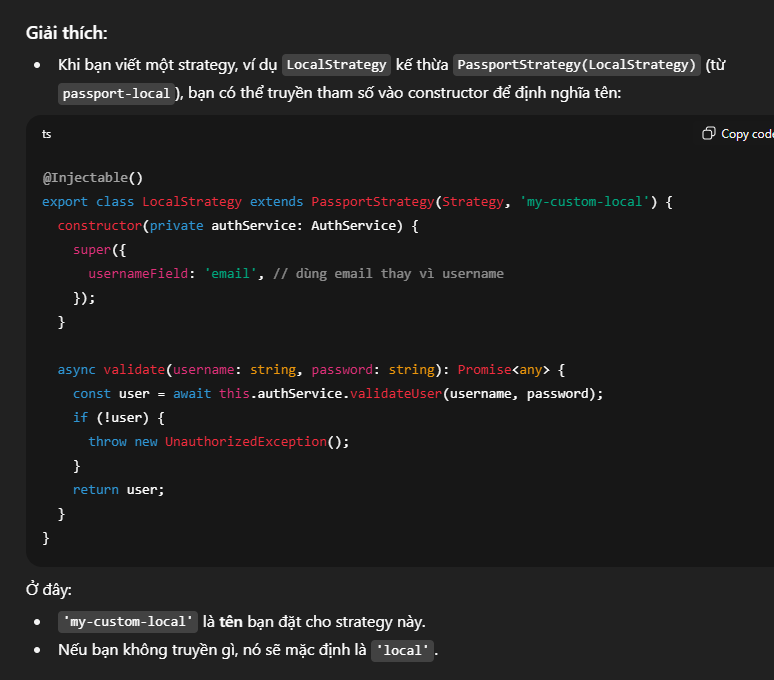 Giải thích:
• Khi bạn viết một strategy, ví dụ LocalStrategy kế thừa PassportStrategy(LocalStrategy) (từ
passport-local), bạn có thể truyền tham số vào constructor để định nghĩa tên:
ts Copy code
@Injectable()
export class LocalStrategy extends PassportStrategy(Strategy, 'my-custom-local') {
  constructor(private authService: AuthService) {
    super({
      usernameField: 'email', // dùng email thay vì username
    });
  }

  async validate(username: string, password: string): Promise<any> {
    const user = await this.authService.validateUser(username, password);
    if (!user) {
      throw new UnauthorizedException();
    }
    return user;
  }
}
Ở đây:
• 'my-custom-local' là tên bạn đặt cho strategy này.
• Nếu bạn không truyền gì, nó sẽ mặc định là 'local'.